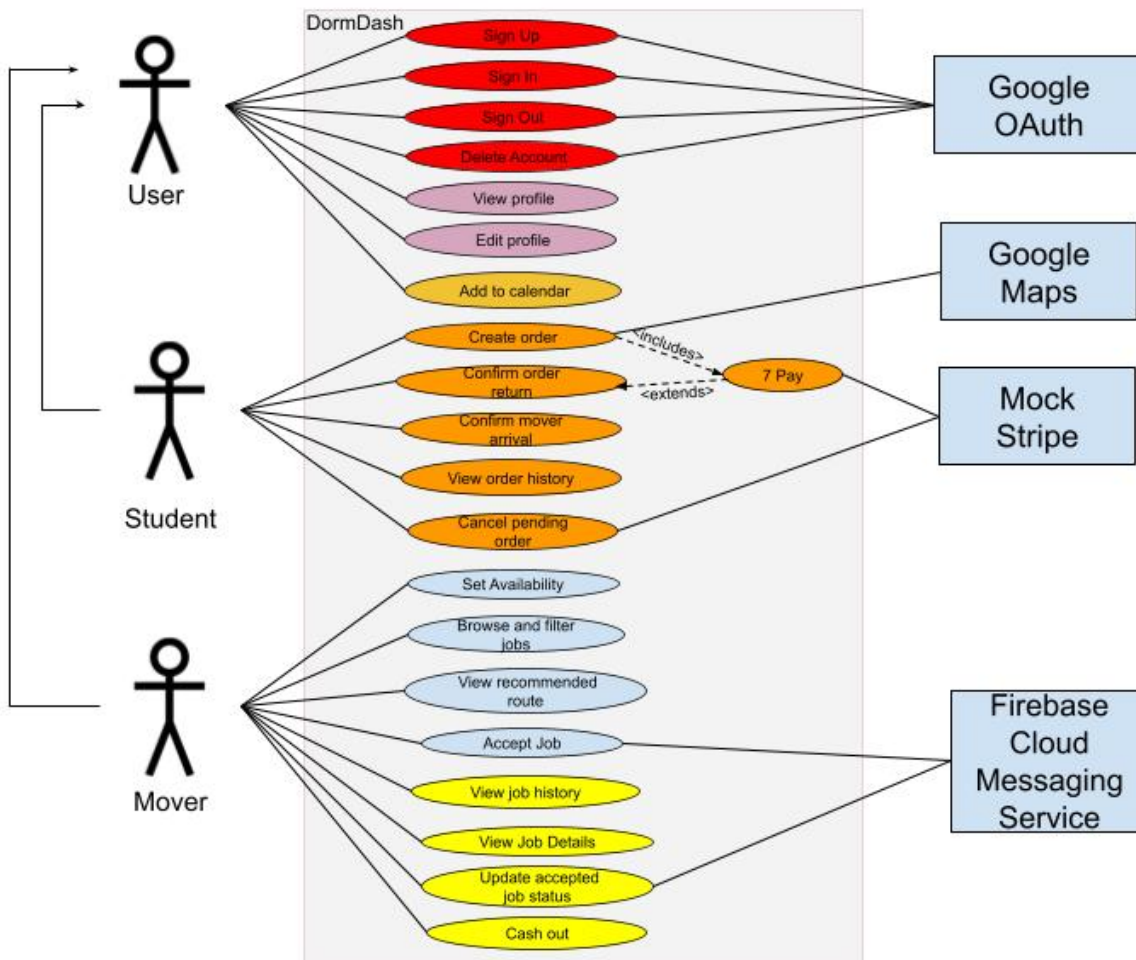 DormDash
Sign Up
Sign In
Sign Out
Delete Account
View profile
Edit profile
Add to calendar
Create order
<includes>
7 Pay
Confirm order
return
<extends>
Confirm mover
arrival
View order history
Cancel pending
order
Set Availability
Browse and filter
jobs
View recommended
route
Accept Job
View job history
View Job Details
Update accepted
job status
Cash out
User
Student
Mover
Google
OAuth
Google
Maps
Mock
Stripe
Firebase
Cloud
Messaging
Service